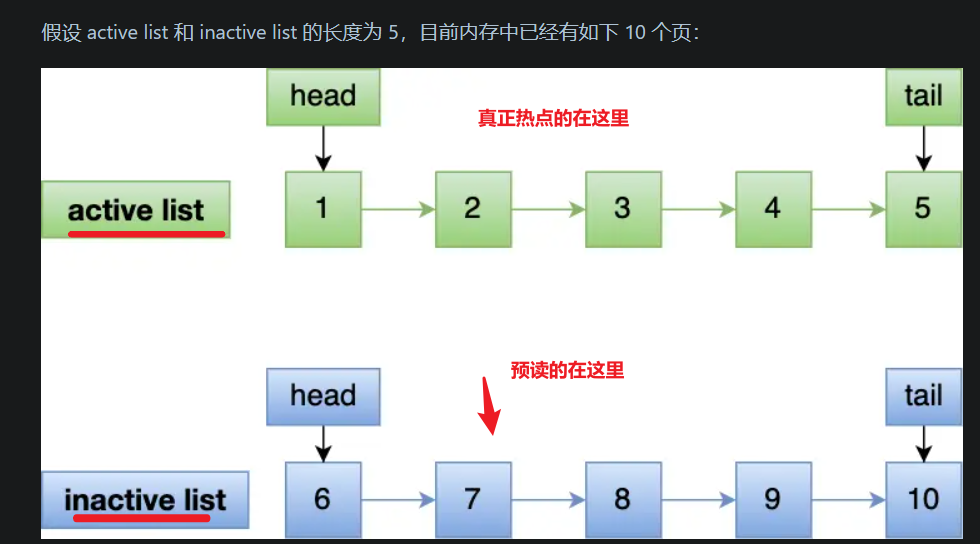 假设 active list 和 inactive list 的长度为 5，目前内存中已经有如下 10 个页：
head
真正热点的在这里
tail
active list
1
2
3
4
5
head
预读的在这里
tail
inactive list
6
7
8
9
10